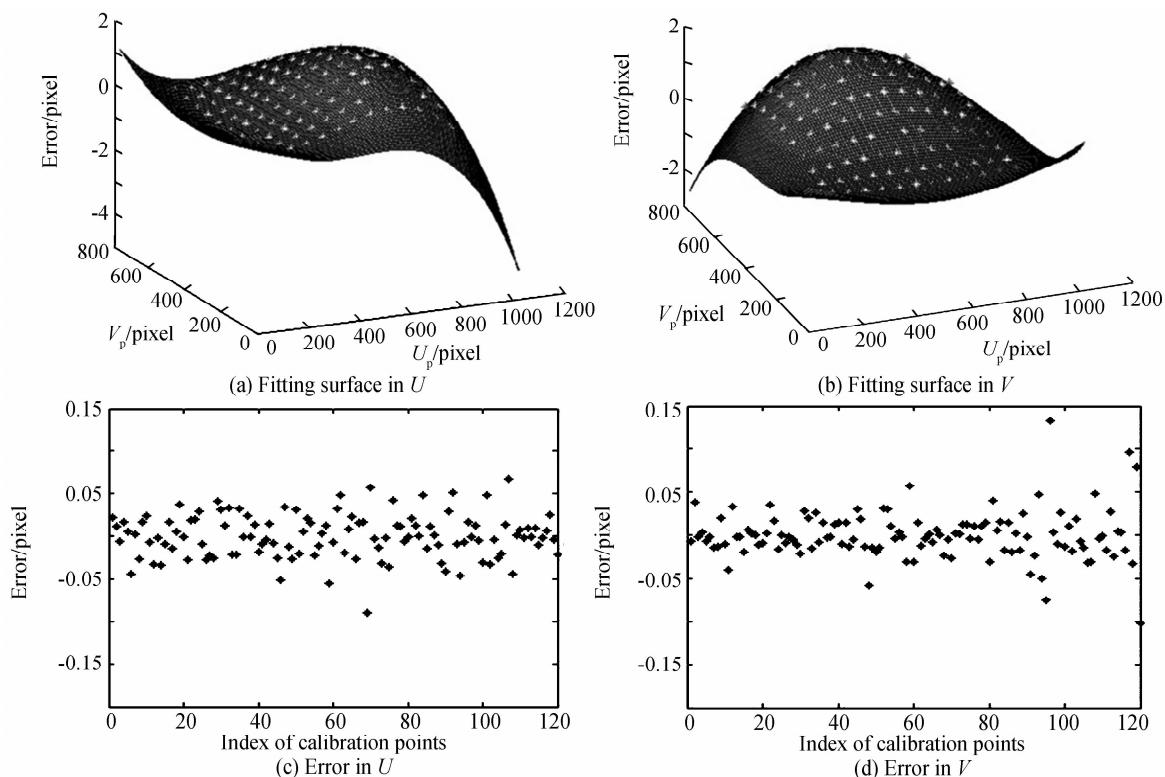 2
0
-2
-4
Error/pixel
800
600
400
200
0
Vp/pixel
0
200
400
600
800
1000
1200
Up/pixel
(a) Fitting surface in U
2
0
-2
Error/pixel
800
600
400
200
0
Vp/pixel
0
200
400
600
800
1000
1200
Up/pixel
(b) Fitting surface in V
0.15
0.05
-0.05
-0.15
Error/pixel
0 20 40 60 80 100 120
Index of calibration points
(c) Error in U
0.15
0.05
-0.05
-0.15
Error/pixel
0 20 40 60 80 100 120
Index of calibration points
(d) Error in V